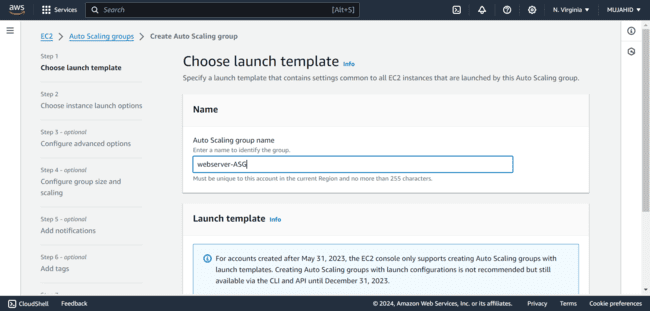 aws
Services
Search
[Alt+S]
N. Virginia ▼
MUJAHID ▼
EC2 > Auto Scaling groups > Create Auto Scaling group
Step 1
Choose launch template
Step 2
Choose instance launch options
Step 3 - optional
Configure advanced options
Step 4 - optional
Configure group size and
scaling
Step 5 - optional
Add notifications
Step 6 - optional
Add tags
Choose launch template Info
Specify a launch template that contains settings common to all EC2 instances that are launched by this Auto Scaling group.
Name
Auto Scaling group name
Enter a name to identify the group.
webserver-ASG
Must be unique to this account in the current Region and no more than 255 characters.
Launch template Info
For accounts created after May 31, 2023, the EC2 console only supports creating Auto Scaling groups with
launch templates. Creating Auto Scaling groups with launch configurations is not recommended but still
available via the CLI and API until December 31, 2023.
CloudShell
Feedback
© 2024, Amazon Web Services, Inc. or its affiliates.
Privacy
Terms
Cookie preferences